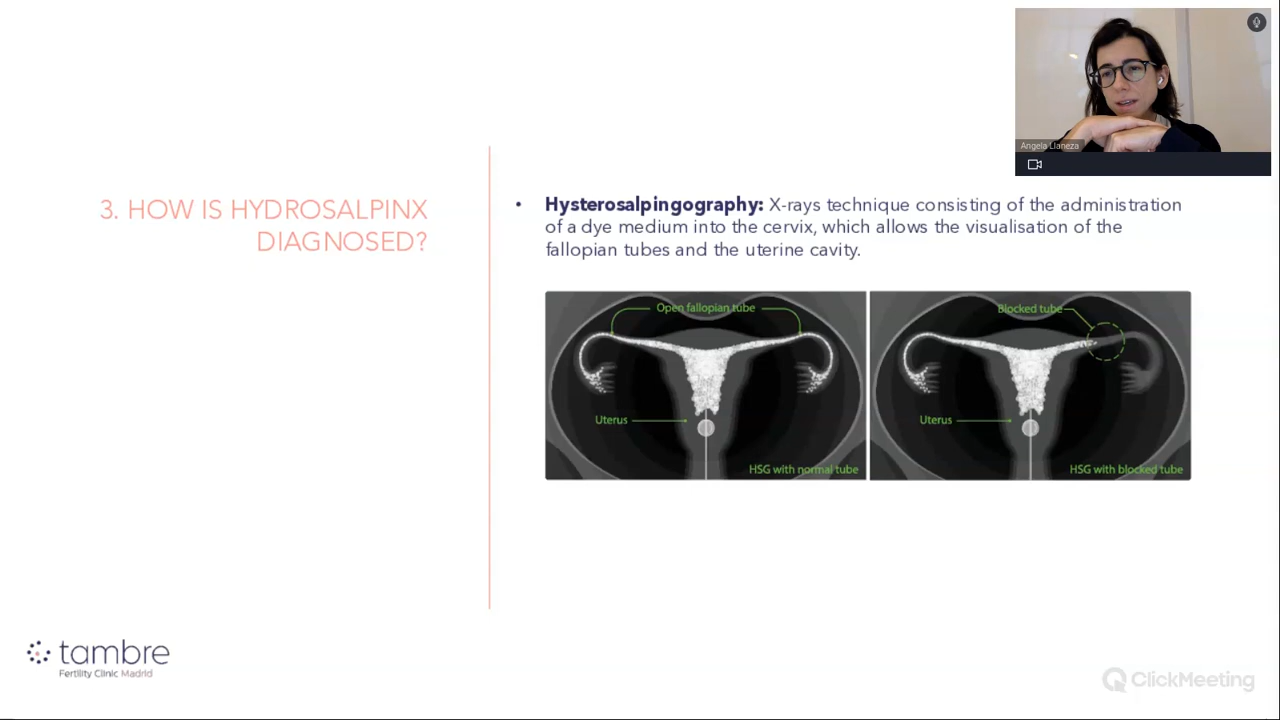 Angela Llaneza
3. HOW IS HYDROSALPINX
DIAGNOSED?
• Hysterosalpingography: X-rays technique consisting of the administration
of a dye medium into the cervix, which allows the visualisation of the
fallopian tubes and the uterine cavity.
Open fallopian tube
Uterus
HSG with normal tube
Blocked tube
Uterus
HSG with blocked tube
tambre
Fertility Clinic Madrid
ClickMeeting